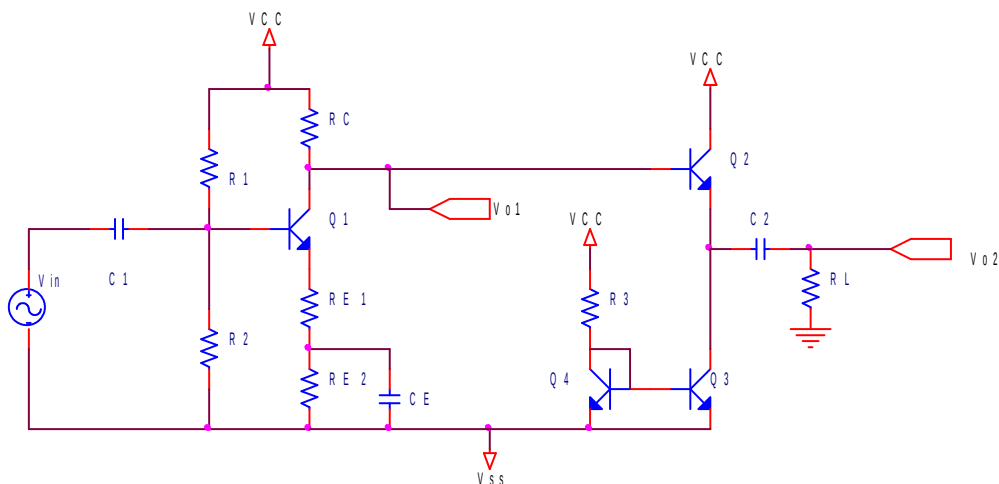 VCC
VCC
RC
R1
Q2
Q1
Vo1
VCC
C2
Vin
C1
Vo2
RE1
R3
RL
R2
RE2
CE
Q4
Q3
Vss